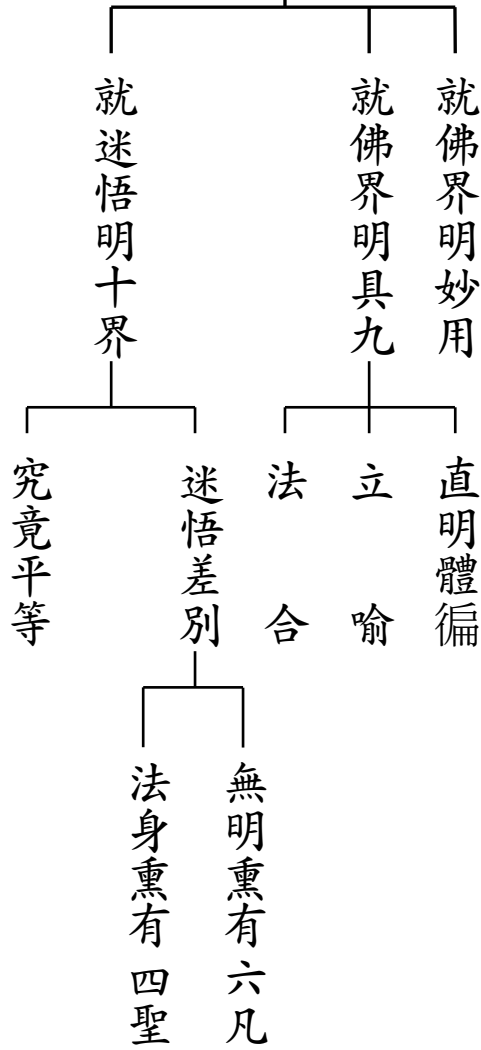 就佛界明妙用
就佛界明具九
直明體徧
立喻
法合
就迷悟明十界
迷悟差別
無明熏有六凡
法身熏有四聖
究竟平等